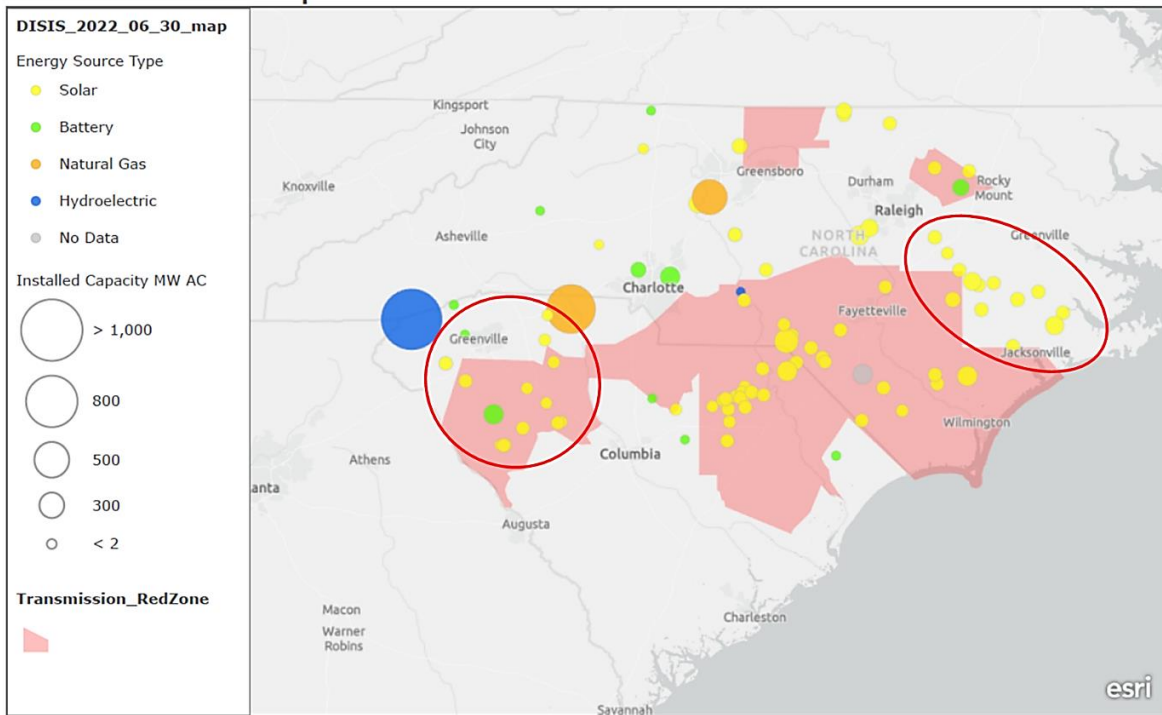 DISIS_2022_06_30_map
Energy Source Type
Solar
Battery
Natural Gas
Hydroelectric
No Data
Installed Capacity MW AC
> 1,000
800
500
300
< 2
Transmission_RedZone
Kingsport
Johnson
City
Knoxville
Greensboro
Durham
Rocky
Mount
Raleigh
Asheville
NORTH
CAROLINA
Greenville
Charlotte
Fayetteville
Greenville
Jacksonville
Wilmington
Athens
Columbia
anta
Augusta
Macon
Warner
Robins
Charleston
Savannah
esri